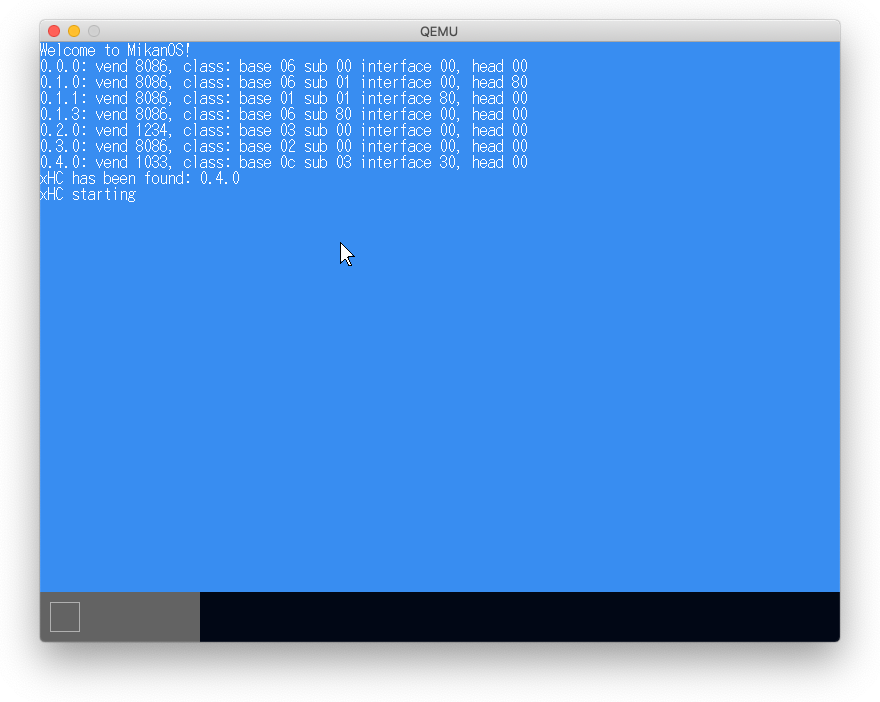 QEMU
Welcome to MikanOS!
0.0.0: vend 8086, class: base 06 sub 00 interface 00, head 00
0.1.0: vend 8086, class: base 06 sub 01 interface 00, head 80
0.1.1: vend 8086, class: base 01 sub 01 interface 80, head 00
0.1.3: vend 8086, class: base 06 sub 80 interface 00, head 00
0.2.0: vend 1234, class: base 03 sub 00 interface 00, head 00
0.3.0: vend 8086, class: base 02 sub 00 interface 00, head 00
0.4.0: vend 1033, class: base 0c sub 03 interface 30, head 00
xHC has been found: 0.4.0
xHC starting